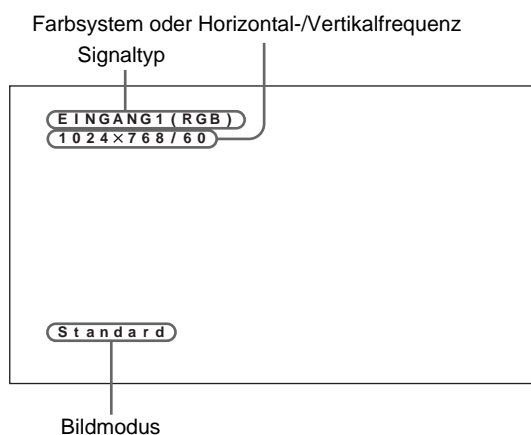 Farbsystem oder Horizontal-/Vertikalfrequenz
Signaltyp
EINGANG1(RGB)
1024×768/60
Standard
Bildmodus